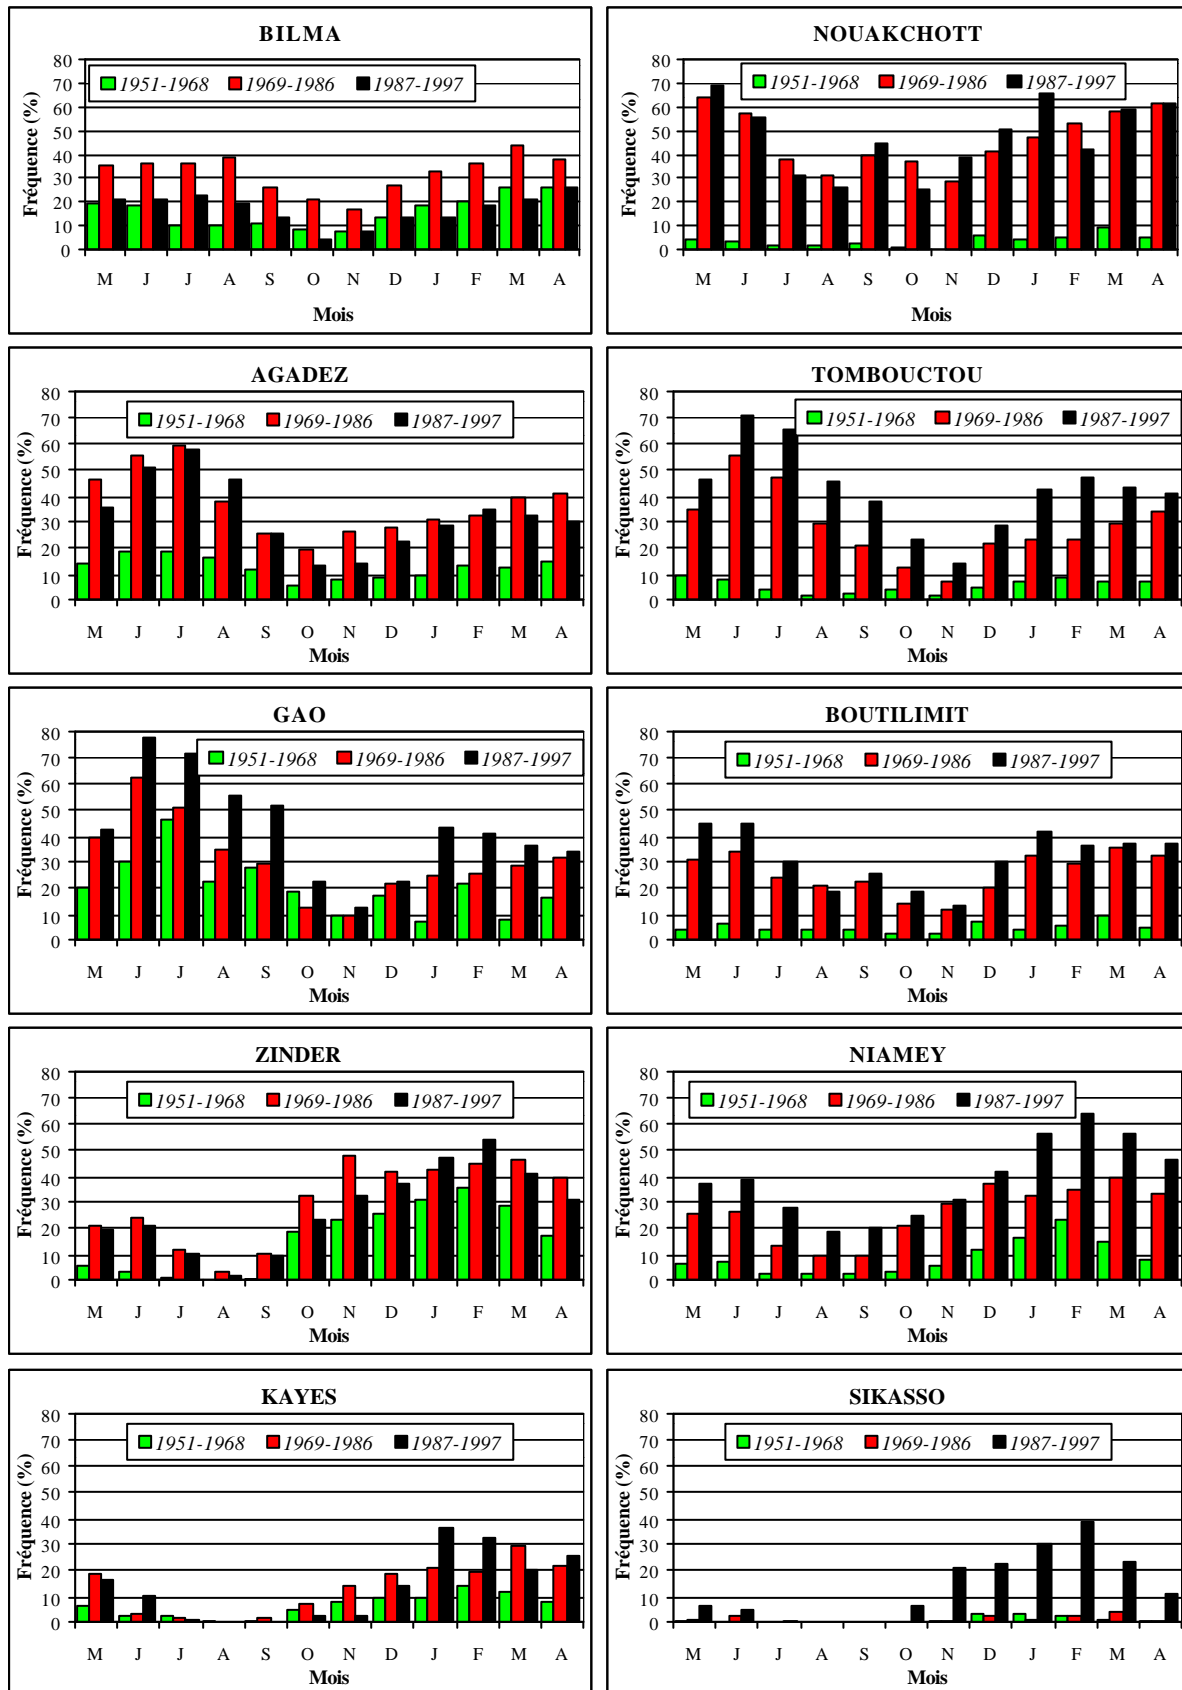 BILMA
1951-1968 1969-1986 1987-1997
Fréquence (%)
80
70
60
50
40
30
20
10
0
M J J A S O N D J F M A
Mois
NOUAKCHOTT
1951-1968 1969-1986 1987-1997
Fréquence (%)
80
70
60
50
40
30
20
10
0
M J J A S O N D J F M A
Mois
AGADEZ
1951-1968 1969-1986 1987-1997
Fréquence (%)
80
70
60
50
40
30
20
10
0
M J J A S O N D J F M A
Mois
TOMBOUCTOU
1951-1968 1969-1986 1987-1997
Fréquence (%)
80
70
60
50
40
30
20
10
0
M J J A S O N D J F M A
Mois
GAO
1951-1968 1969-1986 1987-1997
Fréquence (%)
80
70
60
50
40
30
20
10
0
M J J A S O N D J F M A
Mois
BOUTILIMIT
1951-1968 1969-1986 1987-1997
Fréquence (%)
80
70
60
50
40
30
20
10
0
M J J A S O N D J F M A
Mois
ZINDER
1951-1968 1969-1986 1987-1997
Fréquence (%)
80
70
60
50
40
30
20
10
0
M J J A S O N D J F M A
Mois
NIAMEY
1951-1968 1969-1986 1987-1997
Fréquence (%)
80
70
60
50
40
30
20
10
0
M J J A S O N D J F M A
Mois
KAYES
1951-1968 1969-1986 1987-1997
Fréquence (%)
80
70
60
50
40
30
20
10
0
M J J A S O N D J F M A
Mois
SIKASSO
1951-1968 1969-1986 1987-1997
Fréquence (%)
80
70
60
50
40
30
20
10
0
M J J A S O N D J F M A
Mois